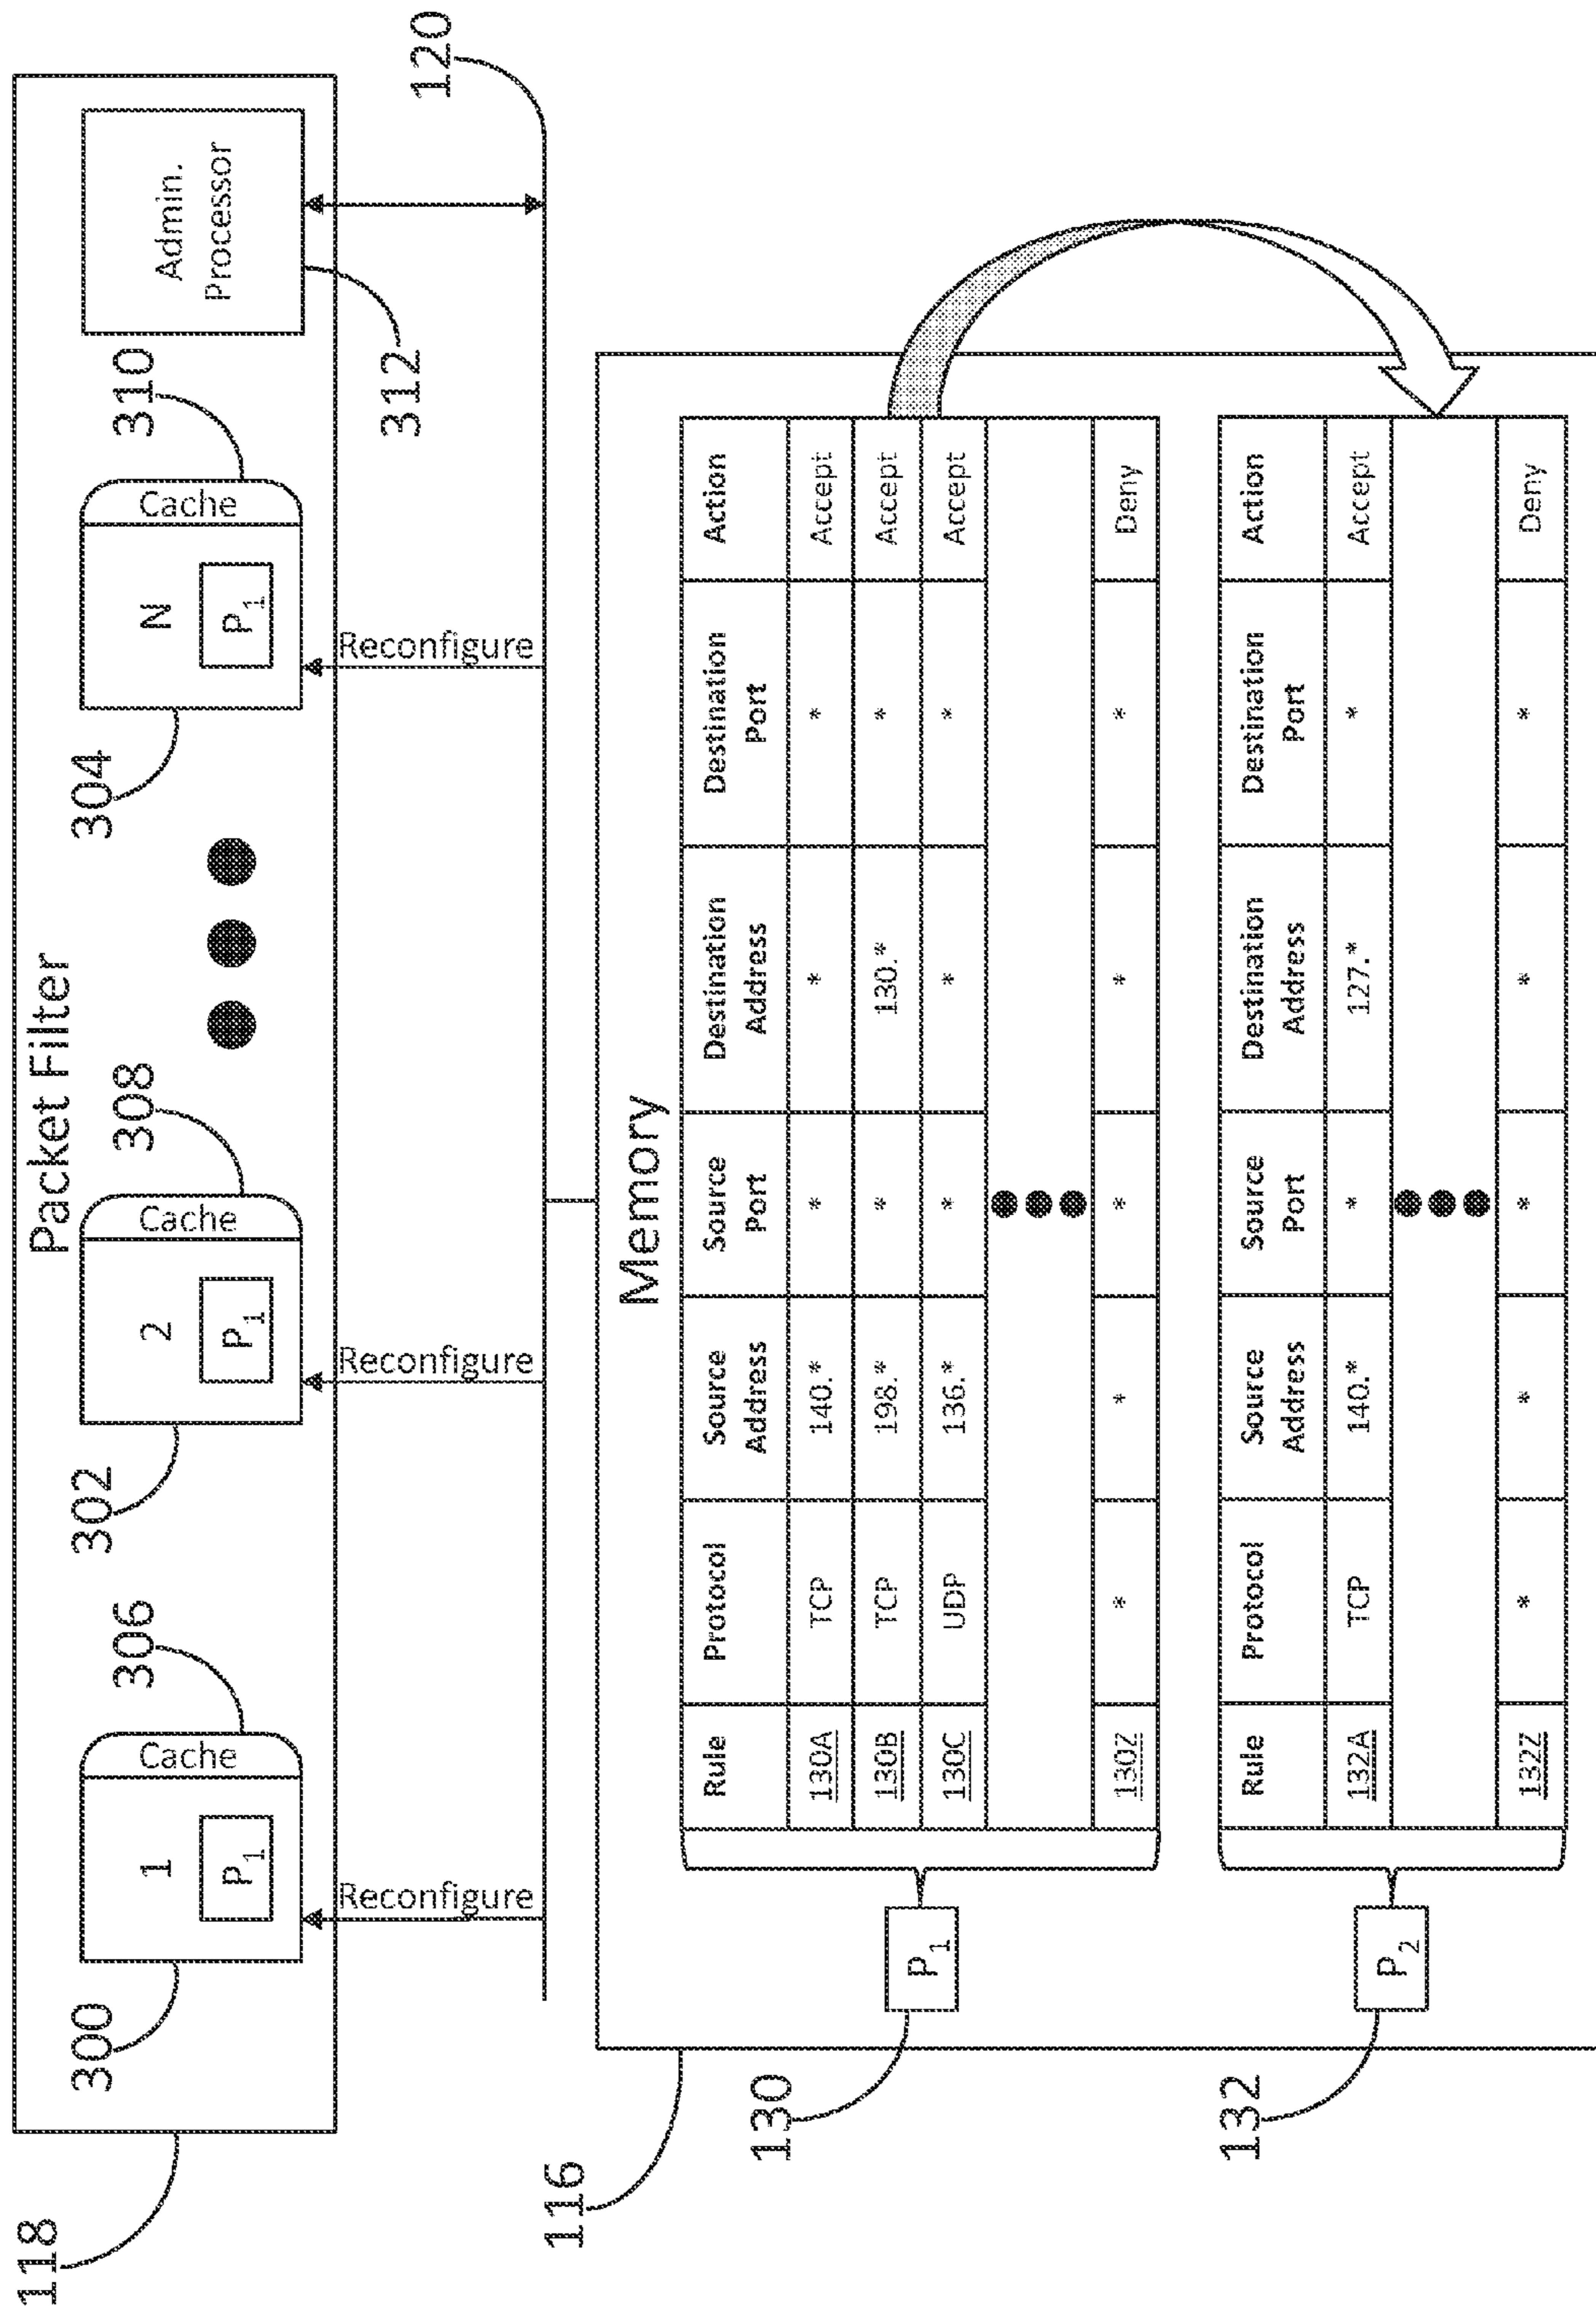 118
Packet Filter
300
1
P1
Cache
306
302
2
P1
Cache
308
304
N
P1
Cache
310
Admin. Processor
312
Reconfigure
Reconfigure
Reconfigure
120
116
Memory
130
P1
Rule Protocol Source Address Source Port Destination Address Destination Port Action
130A TCP 140.* * * * Accept
130B TCP 198.* * 130.* * Accept
130C UDP 136.* * * * Accept
130Z * * * * * Deny
132
P2
Rule Protocol Source Address Source Port Destination Address Destination Port Action
132A TCP 140.* * 127.* * Accept
132Z * * * * * Deny